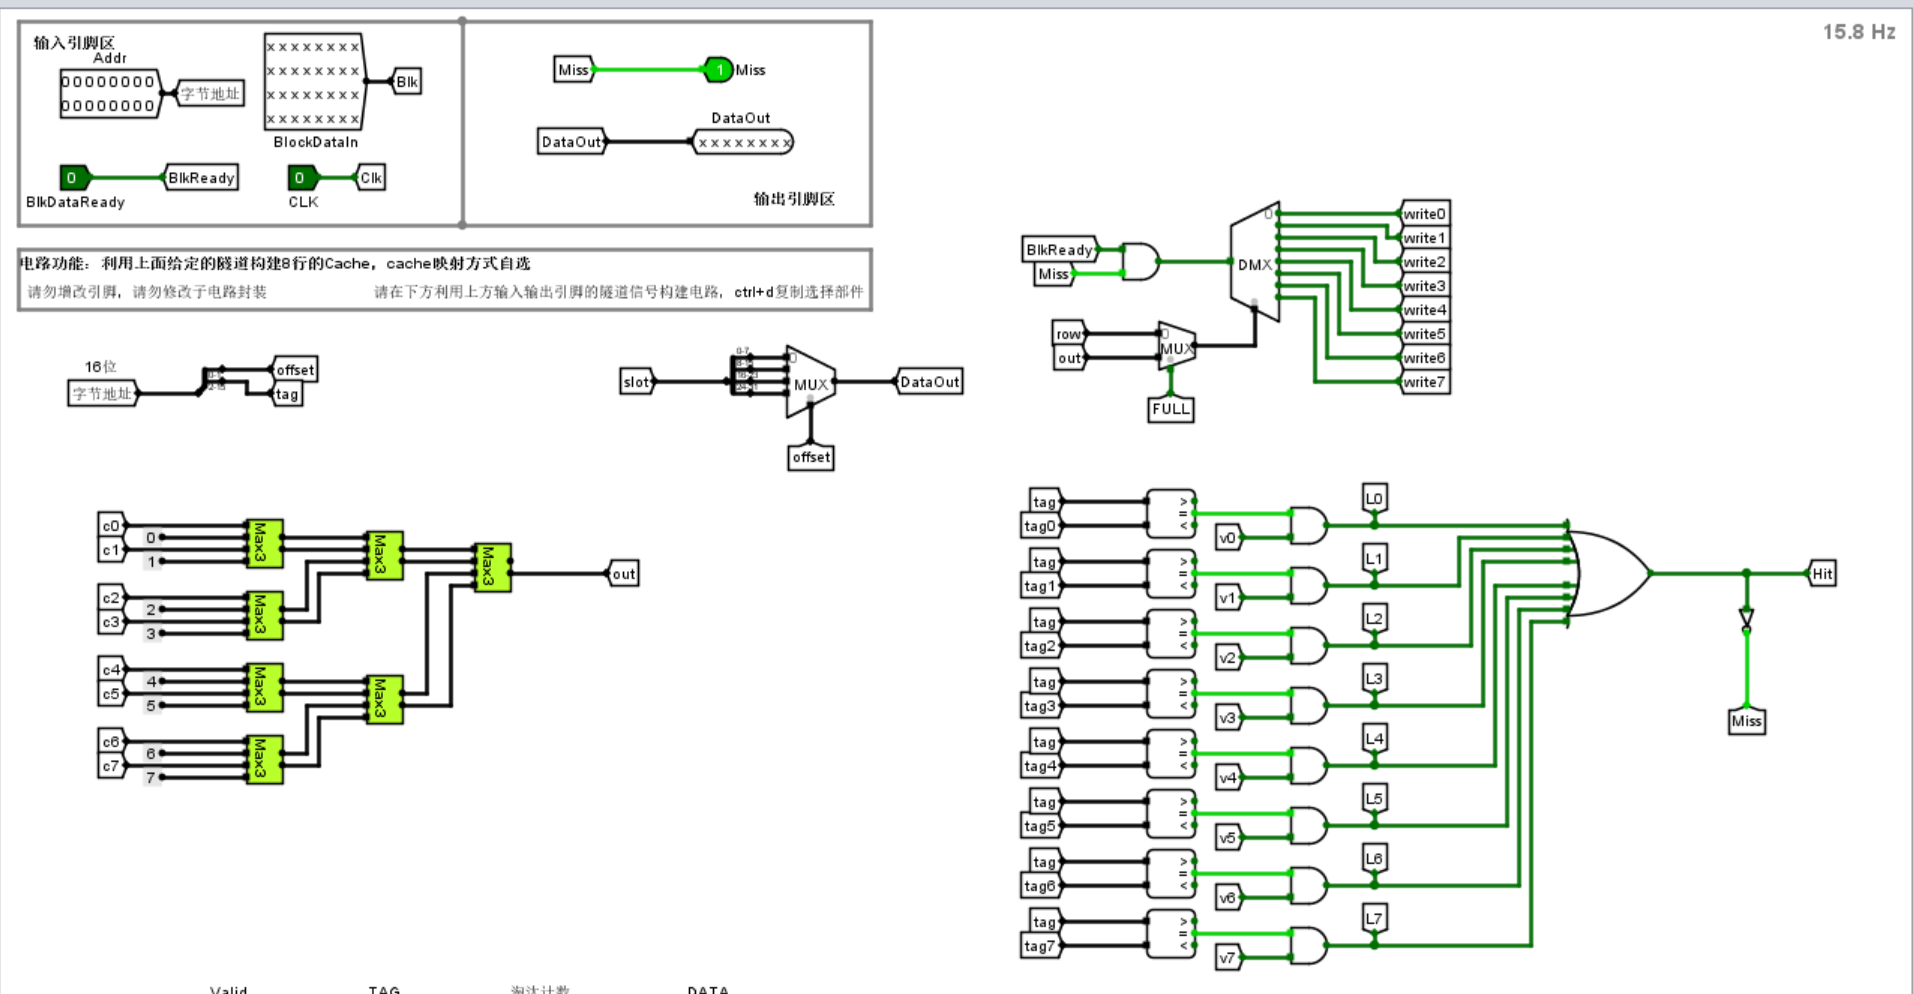 15.8 Hz
输入引脚区
Addr
00000000
00000000
字节地址
xxxxxxxx
xxxxxxxx
xxxxxxxx
xxxxxxxx
Blk
BlockDataIn
0
BlkReady
BlkDataReady
0
Clk
CLK
Miss
1
Miss
DataOut
DataOut
xxxxxxxx
输出引脚区
电路功能：利用上面给定的隧道构建8行的Cache，cache映射方式自选
请勿增改引脚，请勿修改子电路封装
请在下方利用上方输入输出引脚的隧道信号构建电路，ctrl+d复制选择部件
BlkReady
Miss
0
DMX
write0
write1
write2
write3
write4
write5
write6
write7
row
out
0
MUX
FULL
16位
字节地址
offset
tag
slot
0-7
0
MUX
DataOut
offset
c0
0
c1
1
Max3
c2
2
c3
3
Max3
c4
4
c5
5
Max3
c6
6
c7
7
Max3
Max3
Max3
Max3
out
tag
tag0
>
=
<
v0
L0
tag
tag1
>
=
<
v1
L1
tag
tag2
>
=
<
v2
L2
tag
tag3
>
=
<
v3
L3
tag
tag4
>
=
<
v4
L4
tag
tag5
>
=
<
v5
L5
tag
tag6
>
=
<
v6
L6
tag
tag7
>
=
<
v7
L7
Hit
Miss
Valid
TAG
淘汰计数
DATA